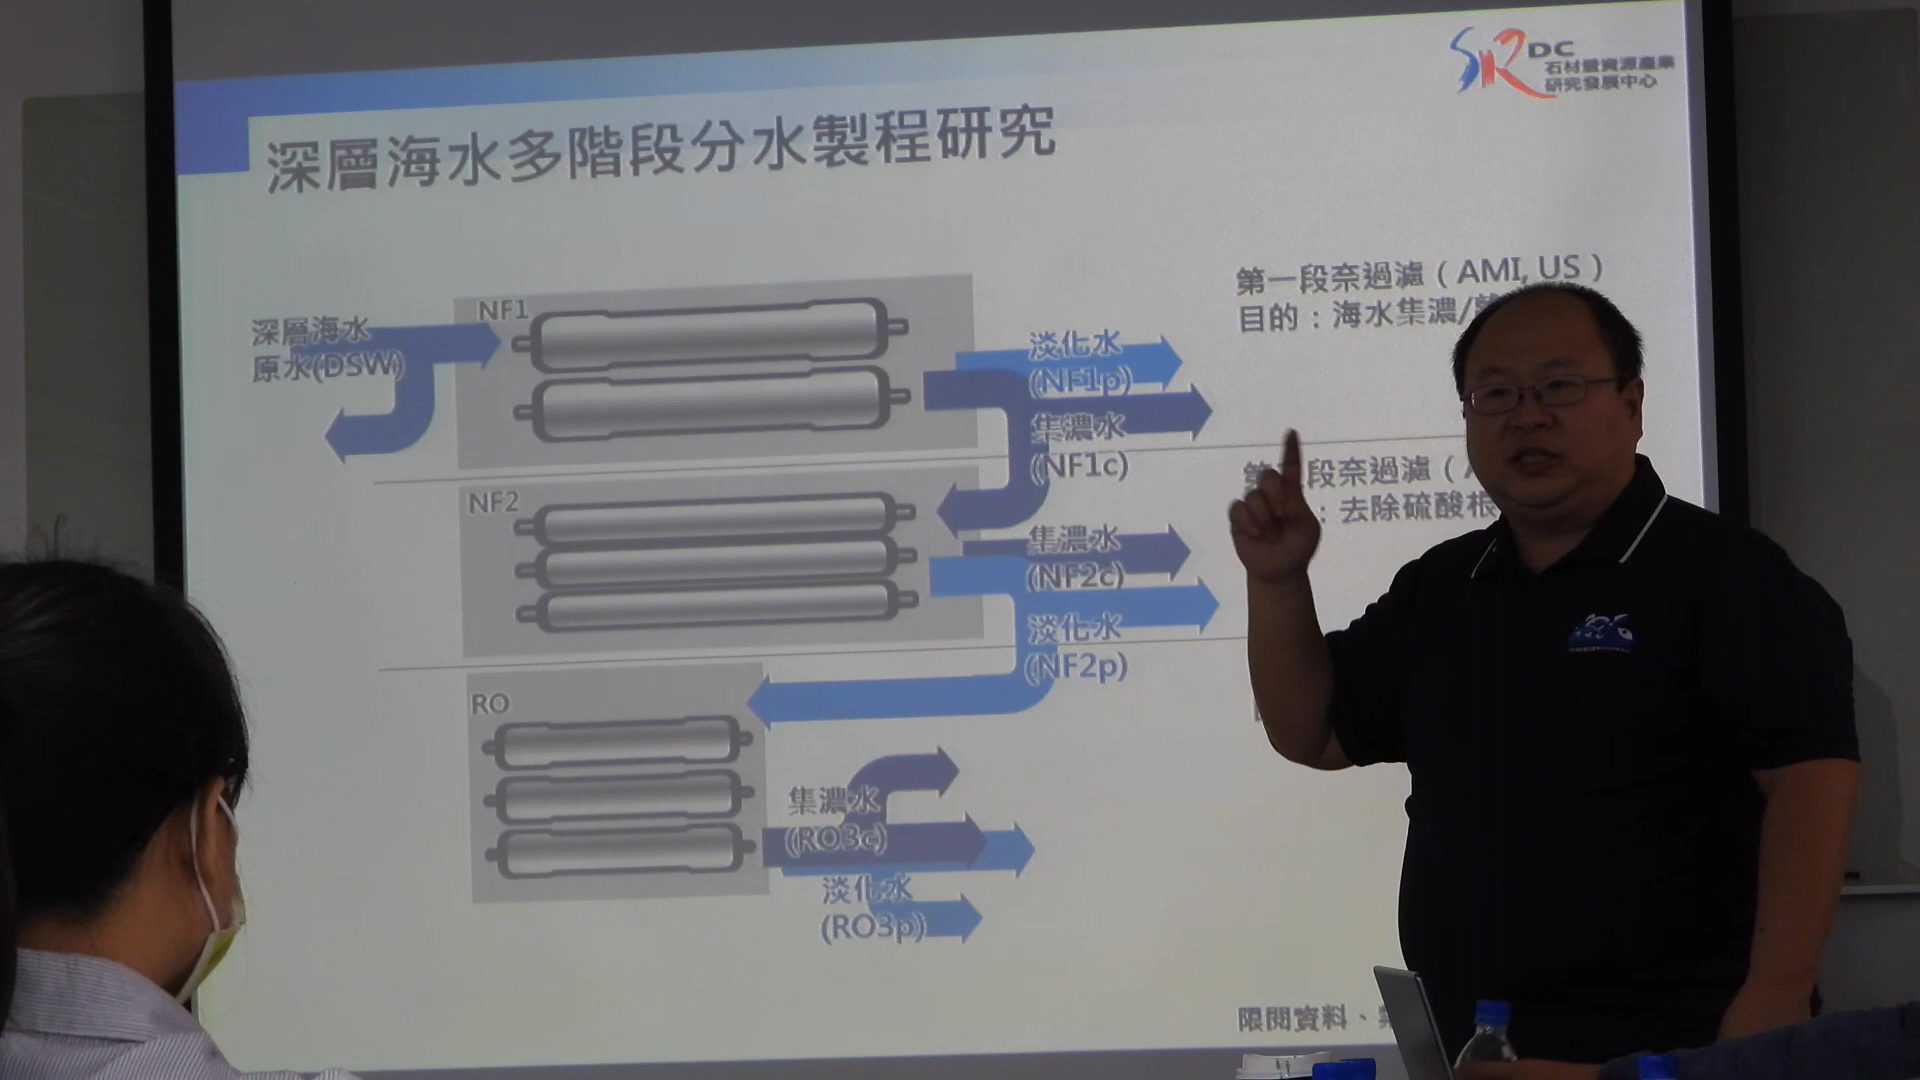 SRDC
石材暨資源產業
研究發展中心
深層海水多階段分水製程研究
深層海水
原水(DSW)
NF1
淡化水
(NF1p)
集濃水
(NF1c)
第一段奈過濾（AMI, US）
目的：海水集濃/
NF2
集濃水
(NF2c)
淡化水
(NF2p)
段奈過濾（
：去除硫酸根
RO
集濃水
(RO3c)
淡化水
(RO3p)
限閱資料、